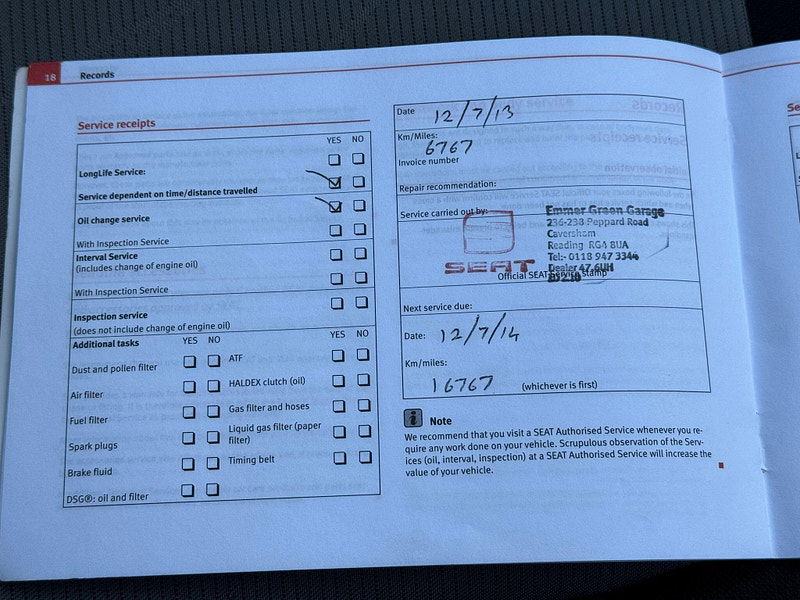 18 Records
Service receipts
YES NO
LongLife Service:
Service dependent on time/distance travelled
Oil change service
With Inspection Service
Interval Service
(includes change of engine oil)
With Inspection Service
Inspection service
(does not include change of engine oil)
Additional tasks YES NO YES NO
Dust and pollen filter ATF
Air filter HALDEX clutch (oil)
Fuel filter Gas filter and hoses
Spark plugs Liquid gas filter (paper
filter)
Brake fluid Timing belt
DSG®: oil and filter
Date 12/7/13
Km/Miles:
6767
Invoice number
Repair recommendation:
Service carried out by:
SEAT
Emmer Green Garage
236-238 Peppard Road
Caversham
Reading RG4 8UA
Tel:- 0118 947 3344
Dealer 47.6UH
Official SEAT Service stamp
Next service due:
Date: 12/7/14
Km/miles:
16767 (whichever is first)
i Note
We recommend that you visit a SEAT Authorised Service whenever you re-
quire any work done on your vehicle. Scrupulous observation of the Serv-
ices (oil, interval, inspection) at a SEAT Authorised Service will increase the
value of your vehicle.